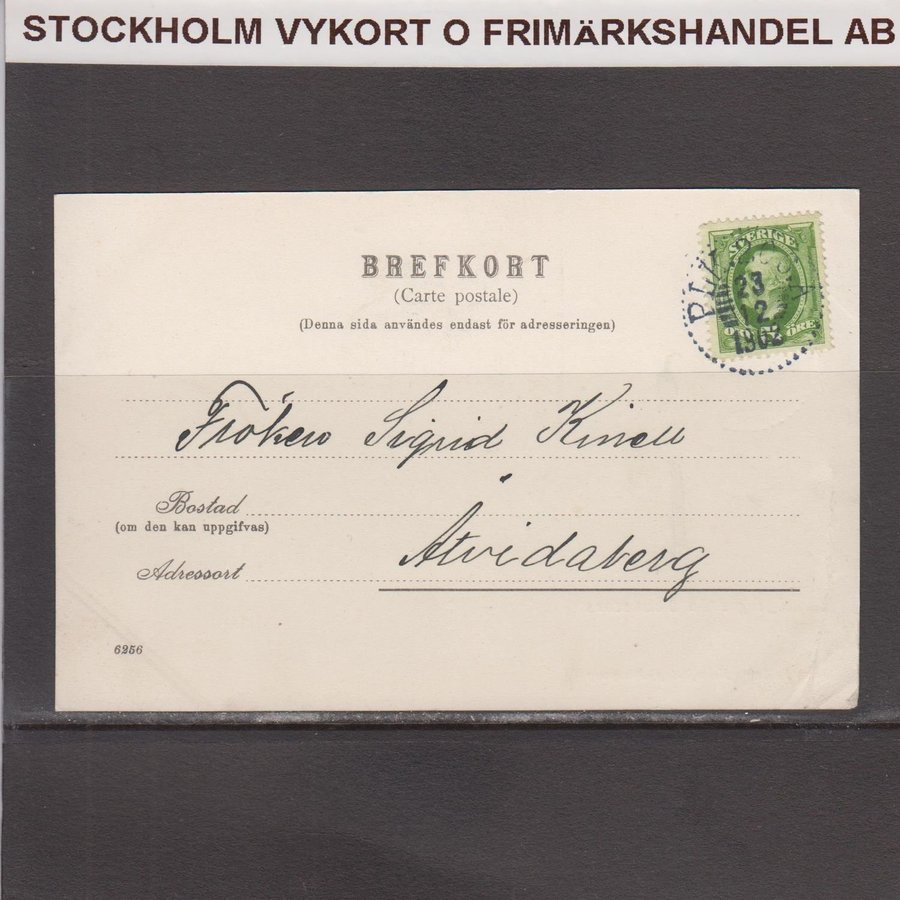 STOCKHOLM VYKORT O FRIMÄRKSHANDEL AB
BREFKORT
(Carte postale)
(Denna sida användes endast för adresseringen)
SVERIGE
23
12
ÖRE
Fröken Sigrid Kinell
Bostad
(om den kan uppgifvas)
Åtvidaberg
Adressort
6256